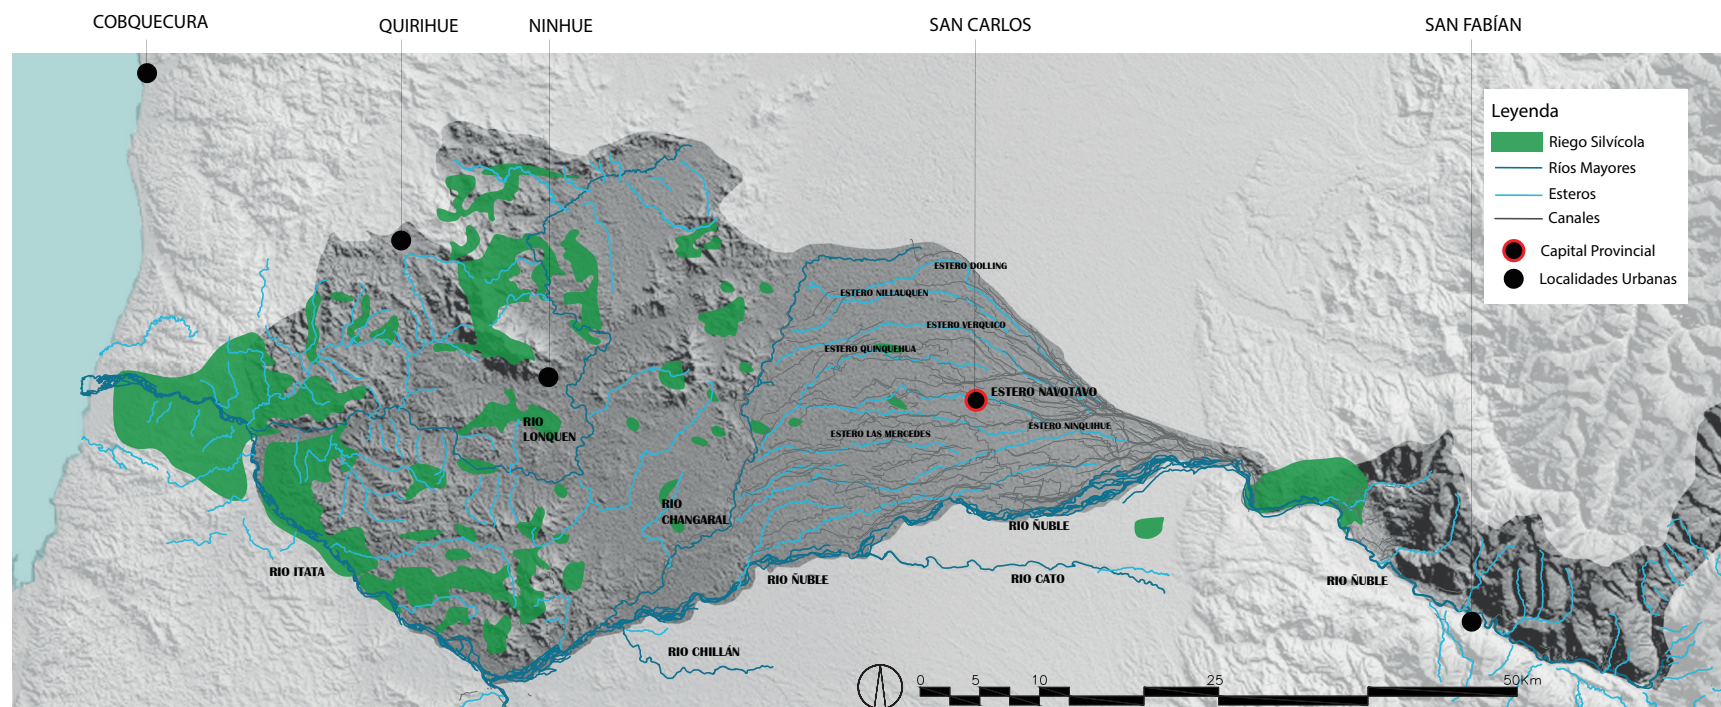 COBQUECURA
QUIRIHUE
NINHUE
SAN CARLOS
SAN FABÍAN
Leyenda
Riego Silvícola
Ríos Mayores
Esteros
Canales
Capital Provincial
Localidades Urbanas
ESTERO DOLLING
ESTERO NILLAUQUEN
ESTERO VERQUICO
ESTERO QUINQUEHUA
ESTERO NAVOTAVO
ESTERO NINQUIHUE
ESTERO LAS MERCEDES
RIO
LONQUEN
RIO
CHANGARAL
RIO ÑUBLE
RIO ITATA
RIO ÑUBLE
RIO CATO
RIO ÑUBLE
RIO CHILLÁN
0 5 10 25 50Km